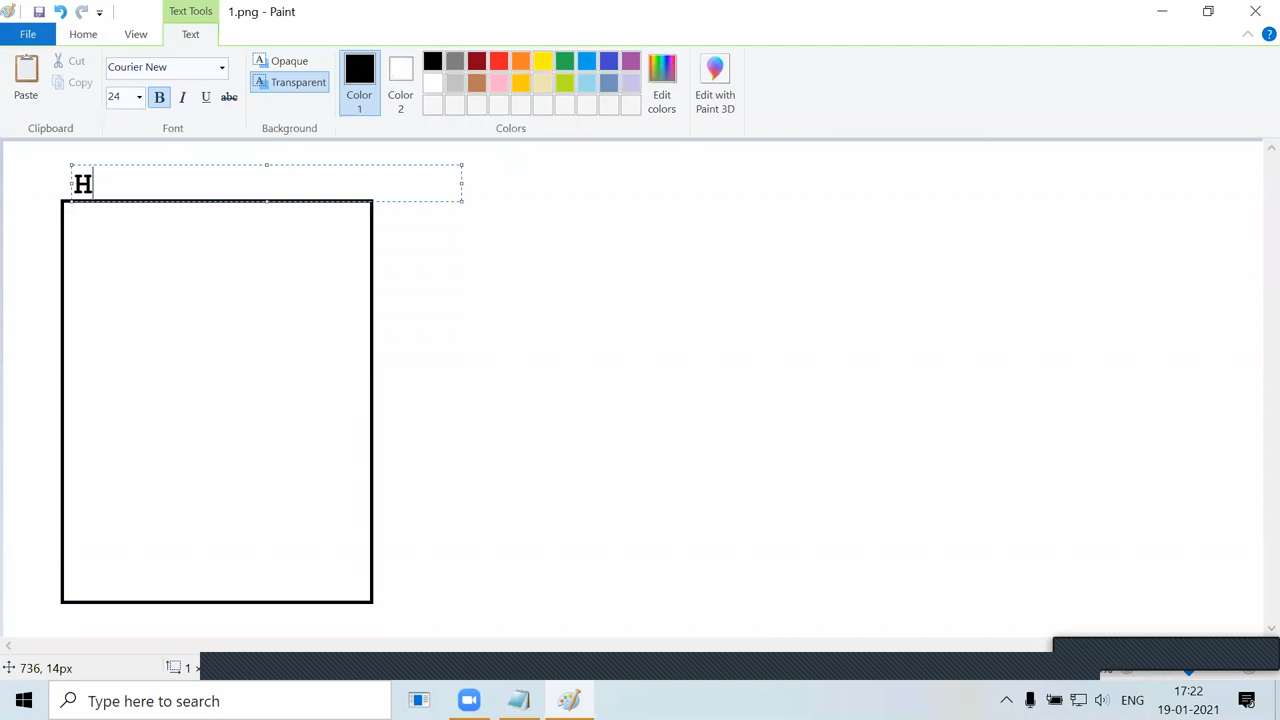 Text Tools
1.png - Paint
File
Home
View
Text
?
Paste
Cut
Copy
Courier New
24
B I U abc
Opaque
Transparent
Color 1
Color 2
Edit colors
Edit with Paint 3D
Clipboard
Font
Background
Colors
H
736, 14px
1 ×
%
Type here to search
ENG
17:22
19-01-2021